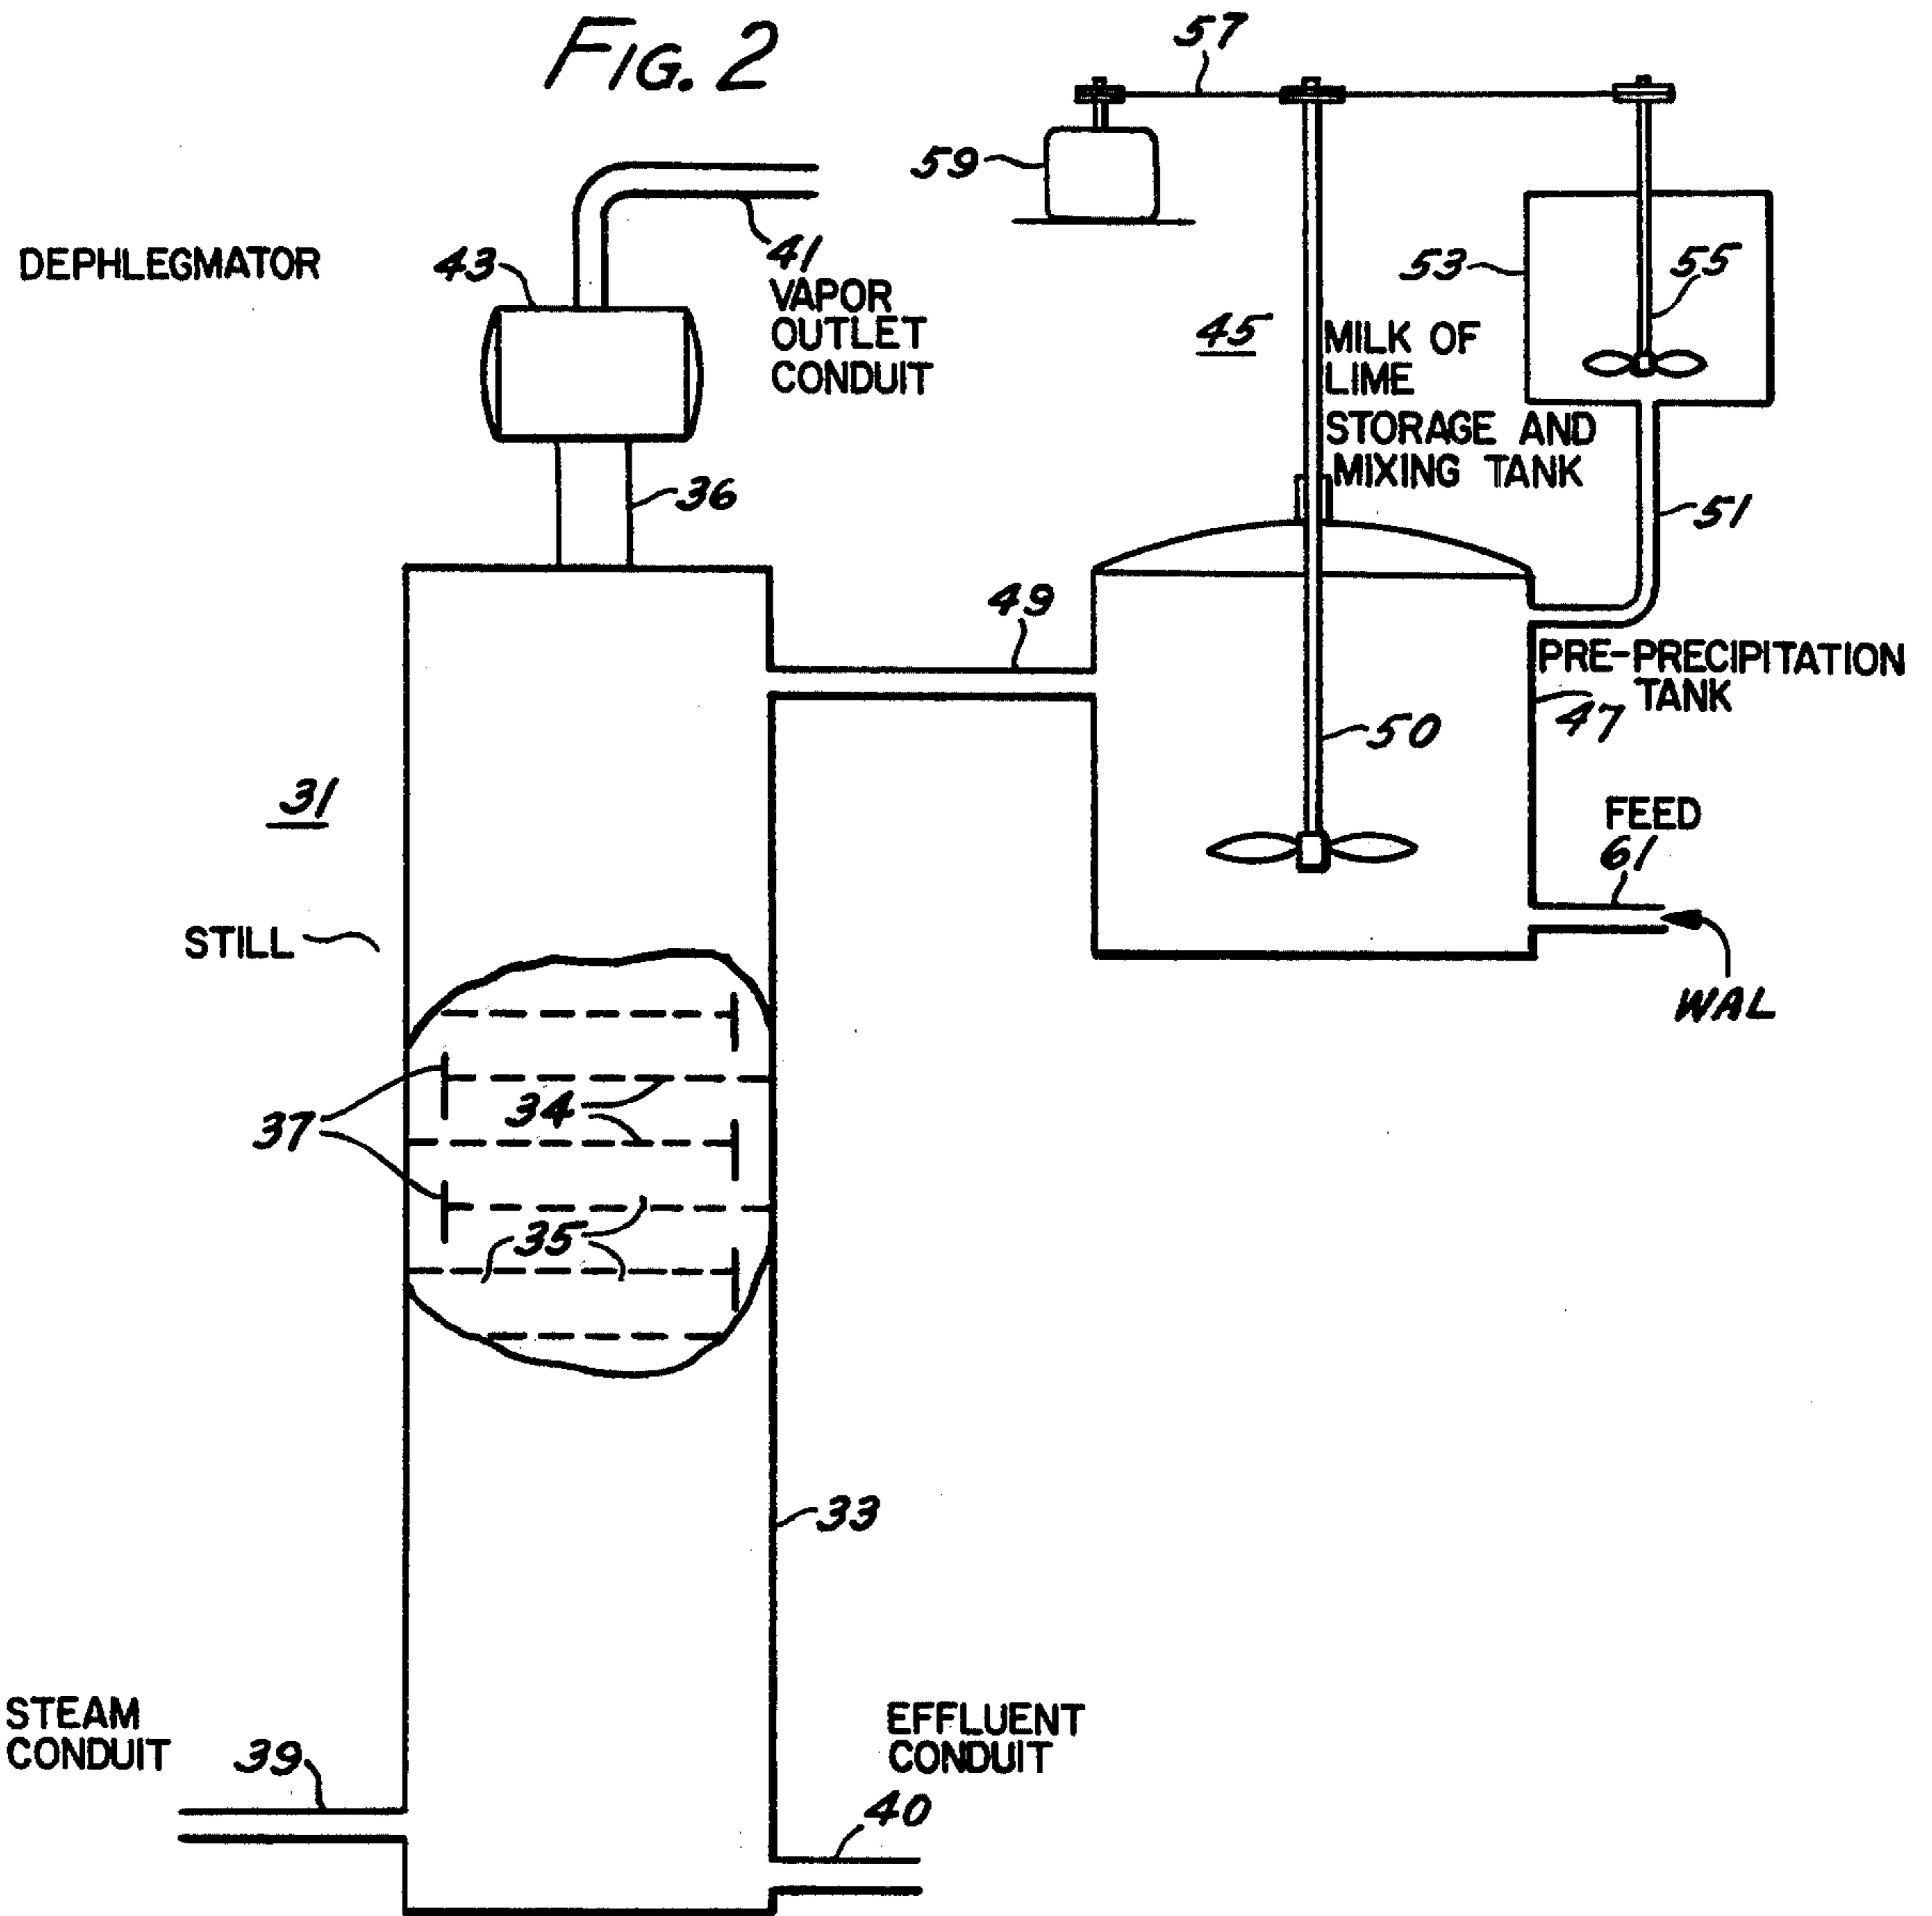 FIG. 2
57
59
DEPHLEGMATOR
43
41
VAPOR
OUTLET
CONDUIT
53
55
45
MILK OF
LIME
STORAGE AND
MIXING TANK
36
51
49
PRE-PRECIPITATION
TANK
47
50
31
FEED
61
STILL
WAL
34
37
35
33
STEAM
CONDUIT
39
EFFLUENT
CONDUIT
40